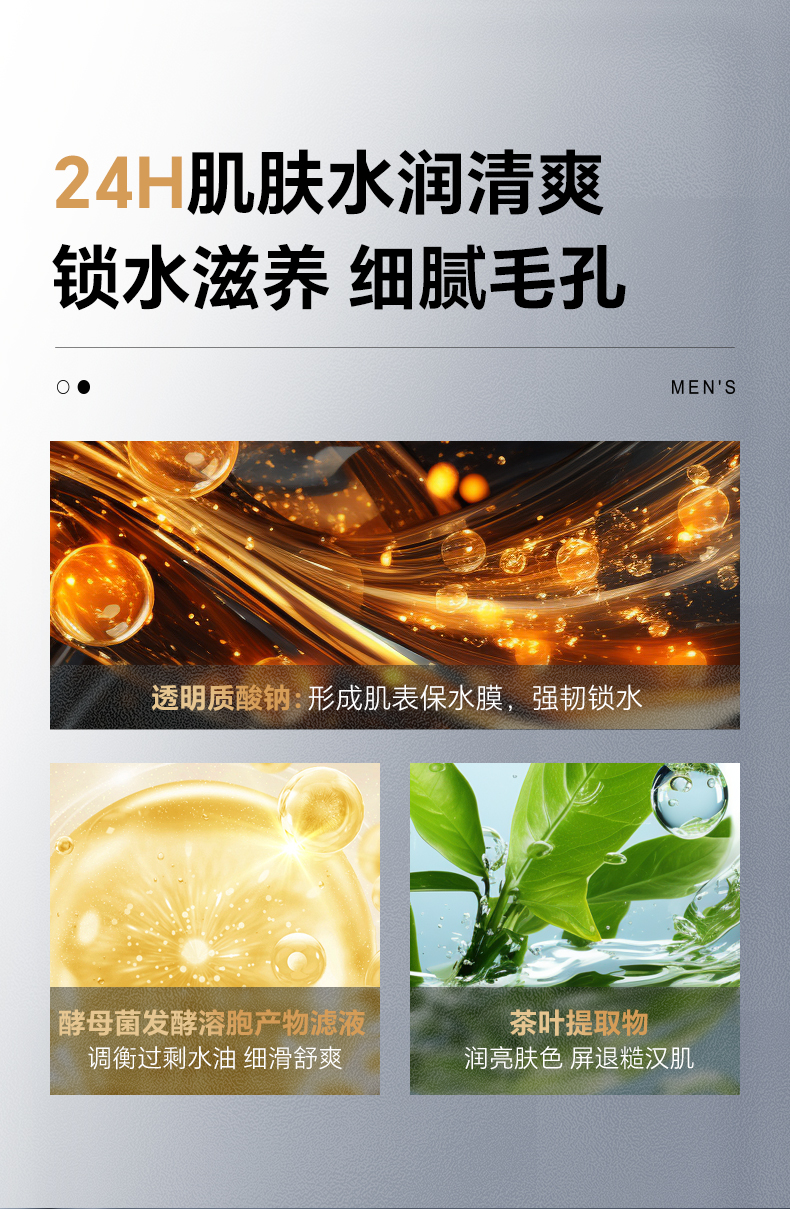 24H肌肤水润清爽
锁水滋养 细腻毛孔
MEN'S
透明质酸钠:形成肌表保水膜，强韧锁水
酵母菌发酵溶胞产物滤液
调衡过剩水油 细滑舒爽
茶叶提取物
润亮肤色 屏退糙汉肌